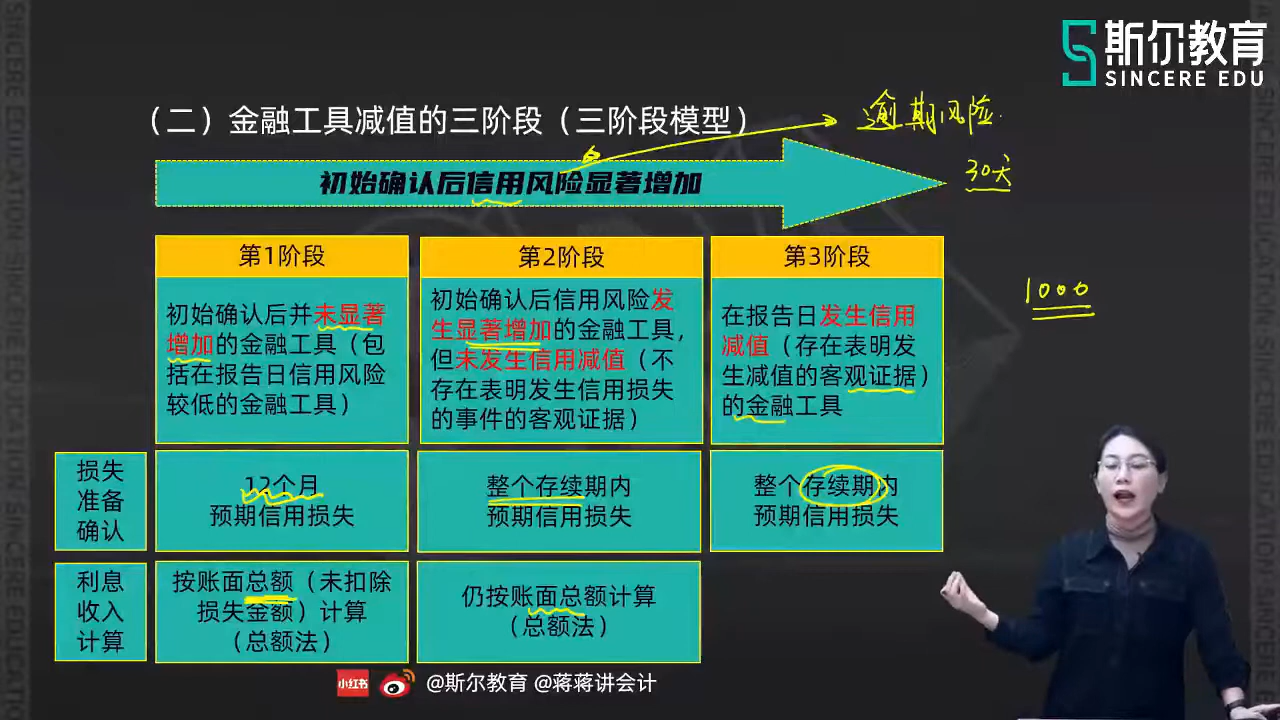 斯尔教育
SINCERE EDU
（二）金融工具减值的三阶段（三阶段模型）
逾期风险
初始确认后信用风险显著增加
30天
1000
第1阶段
初始确认后并未显著
增加的金融工具（包
括在报告日信用风险
较低的金融工具）
第2阶段
初始确认后信用风险发
生显著增加的金融工具，
但未发生信用减值（不
存在表明发生信用损失
的事件的客观证据）
第3阶段
在报告日发生信用
减值（存在表明发
生减值的客观证据）
的金融工具
损失
准备
确认
12个月
预期信用损失
整个存续期内
预期信用损失
整个存续期内
预期信用损失
利息
收入
计算
按账面总额（未扣除
损失金额）计算
（总额法）
仍按账面总额计算
（总额法）
小红书
@斯尔教育 @蒋蒋讲会计